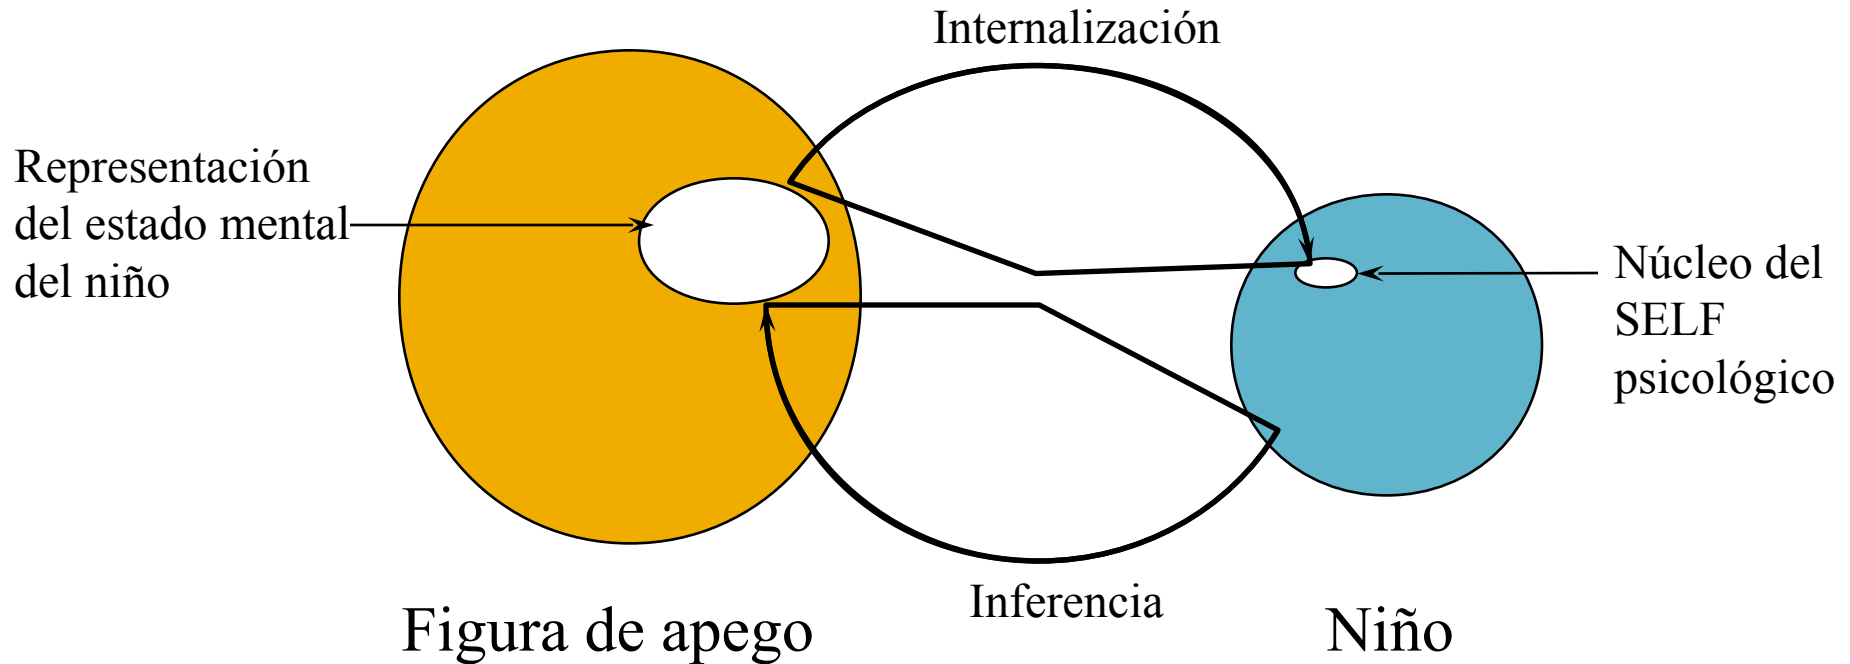 Internalización
Representación
del estado mental
del niño
Núcleo del
SELF
psicológico
Inferencia
Figura de apego
Niño